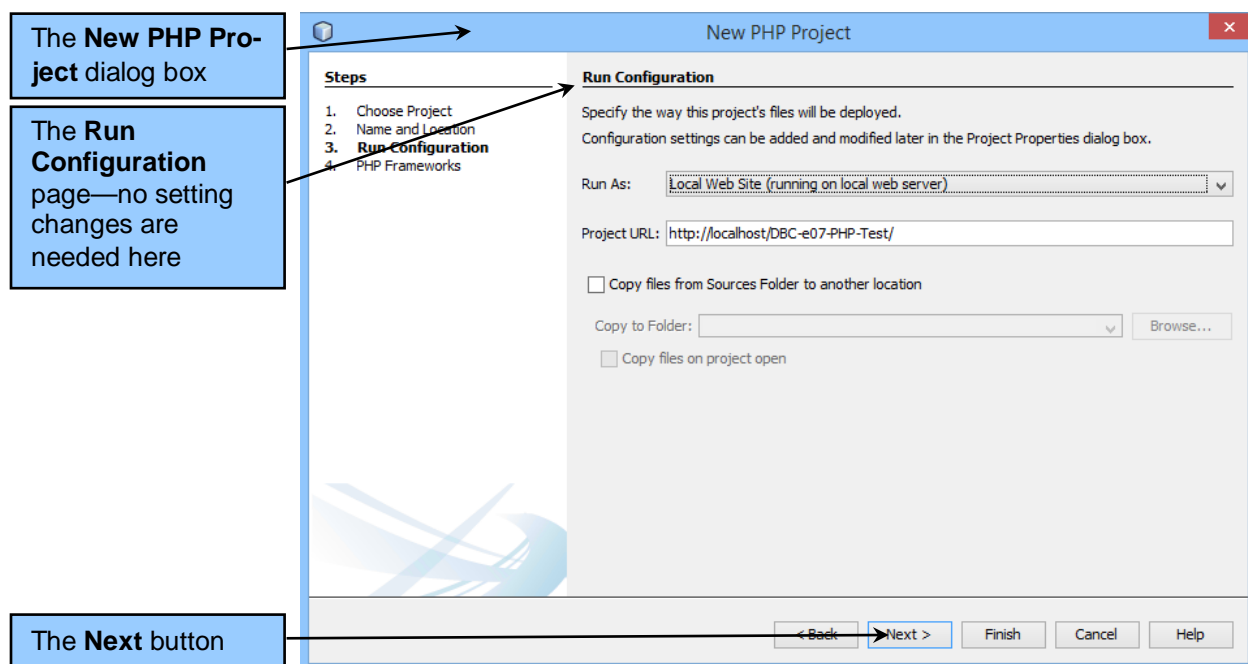 The New PHP Pro-
ject dialog box
The Run
Configuration
page—no setting
changes are
needed here
The Next button
New PHP Project
Steps
1. Choose Project
2. Name and Location
3. Run Configuration
4. PHP Frameworks
Run Configuration
Specify the way this project's files will be deployed.
Configuration settings can be added and modified later in the Project Properties dialog box.
Run As: Local Web Site (running on local web server)
Project URL: http://localhost/DBC-e07-PHP-Test/
Copy files from Sources Folder to another location
Copy to Folder: Browse...
Copy files on project open
< Back Next > Finish Cancel Help